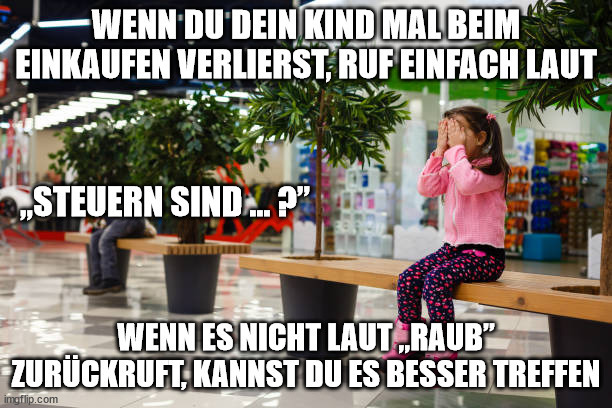 WENN DU DEIN KIND MAL BEIM
EINKAUFEN VERLIERST, RUF EINFACH LAUT
„STEUERN SIND ... ?”
WENN ES NICHT LAUT „RAUB”
ZURÜCKRUFT, KANNST DU ES BESSER TREFFEN
imgflip.com